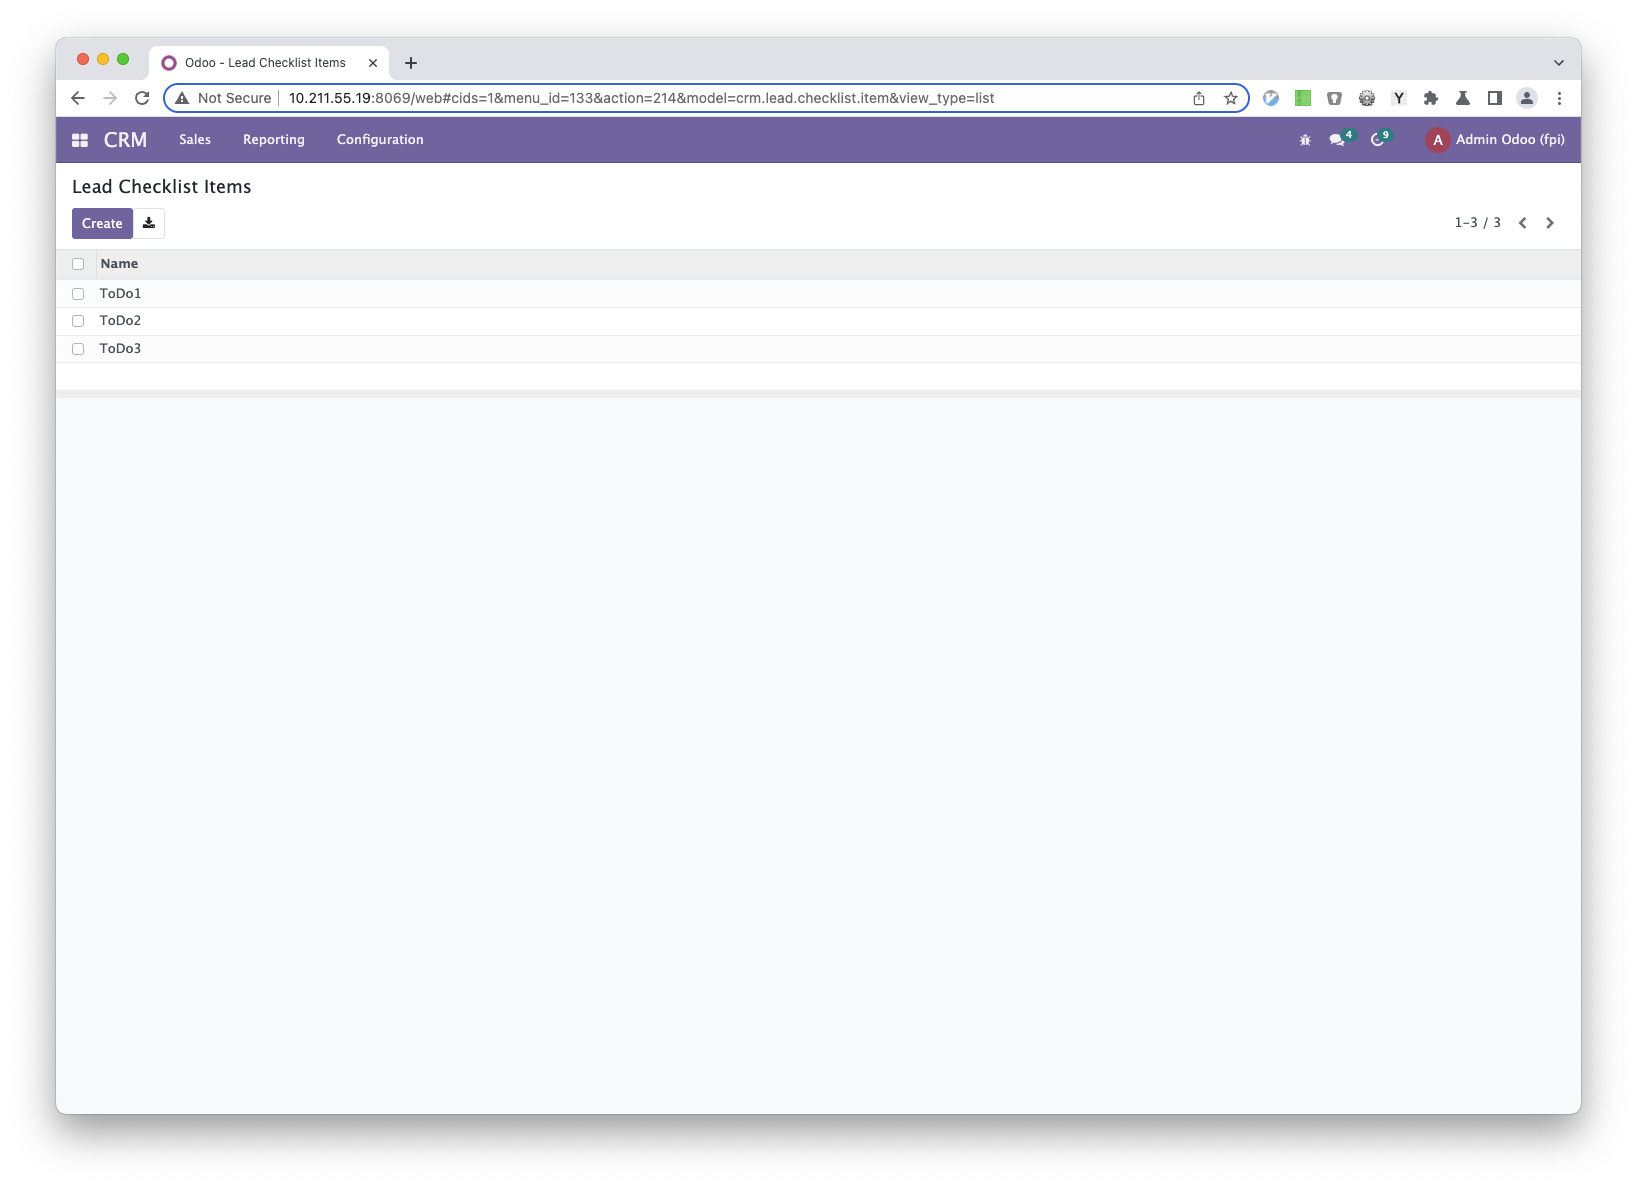 Odoo - Lead Checklist Items
Not Secure 10.211.55.19:8069/web#cids=1&menu_id=133&action=214&model=crm.lead.checklist.item&view_type=list
Y
CRM Sales Reporting Configuration 4 9 A Admin Odoo (fpi)
Lead Checklist Items
Create 1-3 / 3
Name
ToDo1
ToDo2
ToDo3